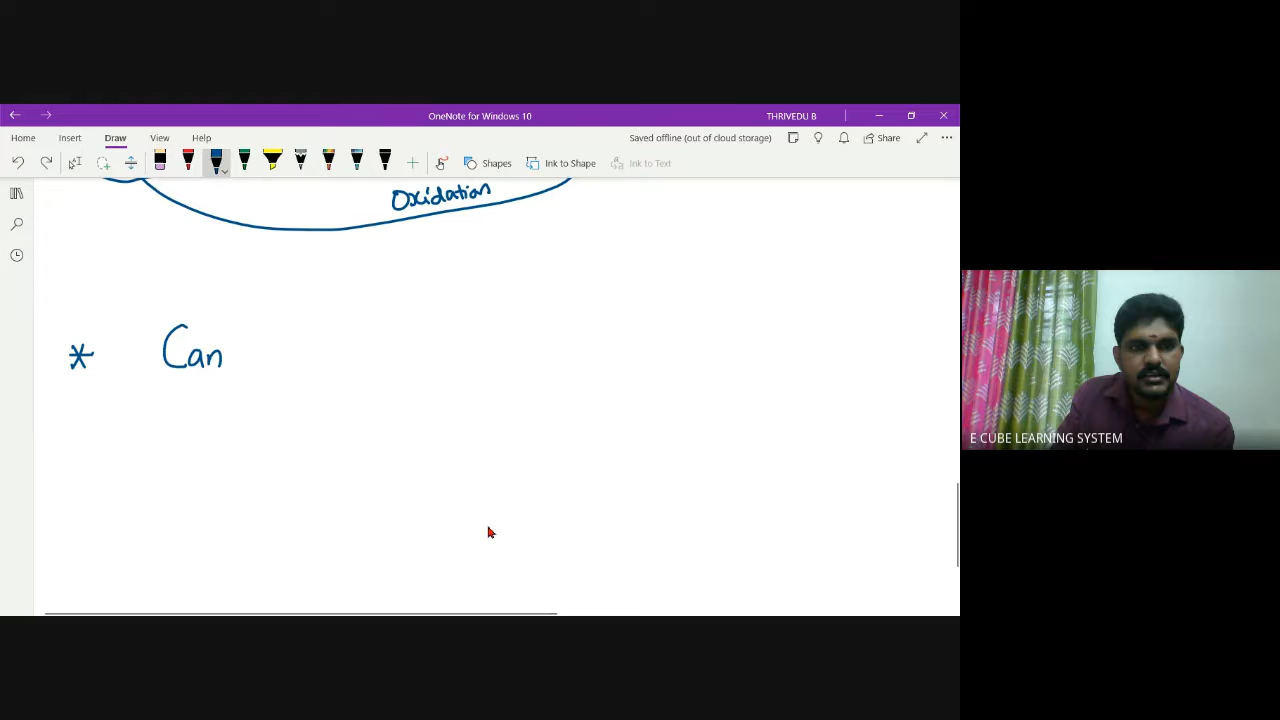 OneNote for Windows 10
THRIVEDU B
Home Insert Draw View Help
Saved offline (out of cloud storage)
Share
Shapes
Ink to Shape
Ink to Text
Oxidation
* Can
E CUBE LEARNING SYSTEM